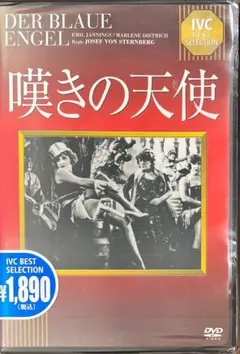 DER BLAUE
ENGEL
EMIL JANNINGS / MARLENE DIETRICH
Regie JOSEF VON STERNBERG
IVC
BEST
SELECTION
嘆きの天使
IVC BEST
SELECTION
¥1,890
(税込)
DVD
VIDEO